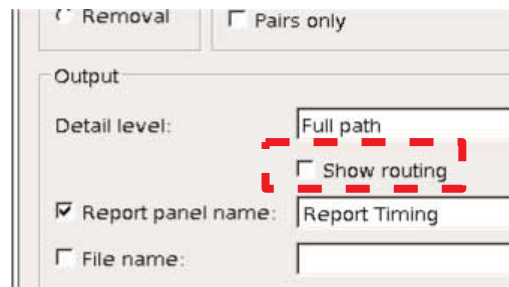 Removal
Pairs only
Output
Detail level:
Full path
Show routing
Report panel name:
Report Timing
File name: